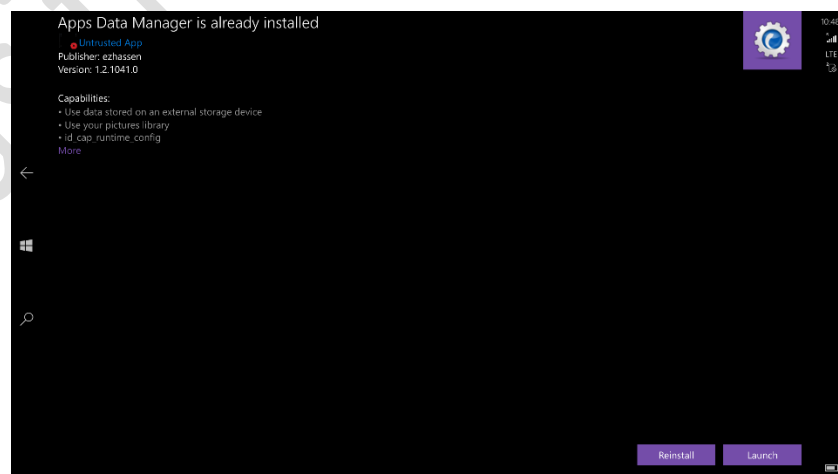 Apps Data Manager is already installed
Untrusted App
Publisher: ezhassen
Version: 1.2.1041.0
Capabilities:
• Use data stored on an external storage device
• Use your pictures library
• id_cap_runtime_config
More
10:48
LTE
Reinstall
Launch